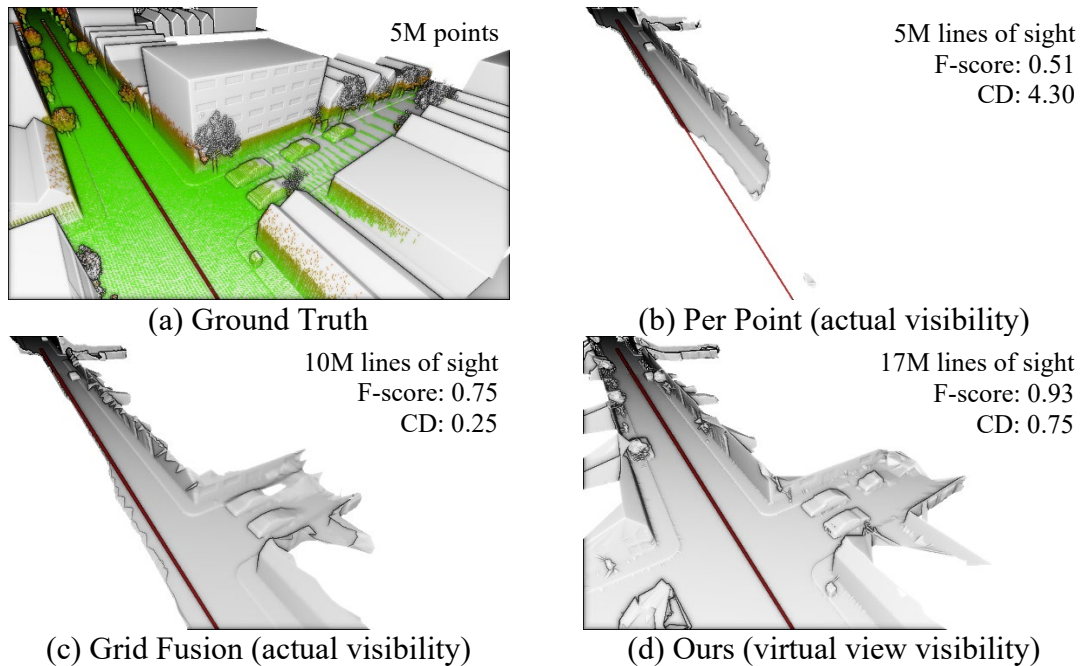 5M points
(a) Ground Truth
5M lines of sight
F-score: 0.51
CD: 4.30
(b) Per Point (actual visibility)
10M lines of sight
F-score: 0.75
CD: 0.25
(c) Grid Fusion (actual visibility)
17M lines of sight
F-score: 0.93
CD: 0.75
(d) Ours (virtual view visibility)